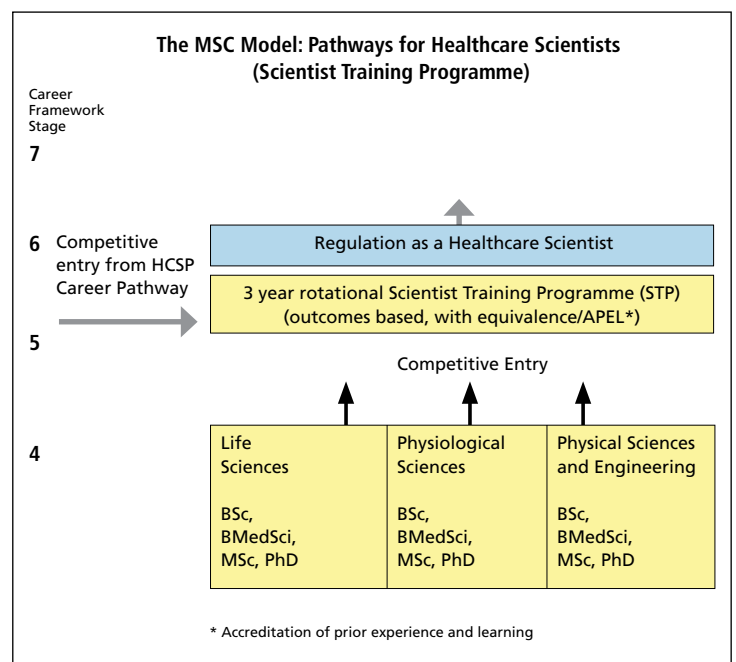 The MSC Model: Pathways for Healthcare Scientists
(Scientist Training Programme)
Career
Framework
Stage
7
6
Competitive
entry from HCSP
Career Pathway
Regulation as a Healthcare Scientist
3 year rotational Scientist Training Programme (STP)
(outcomes based, with equivalence/APEL*)
5
Competitive Entry
4
Life
Sciences
BSc,
BMedSci,
MSc, PhD
Physiological
Sciences
BSc,
BMedSci,
MSc, PhD
Physical Sciences
and Engineering
BSc,
BMedSci,
MSc, PhD
* Accreditation of prior experience and learning